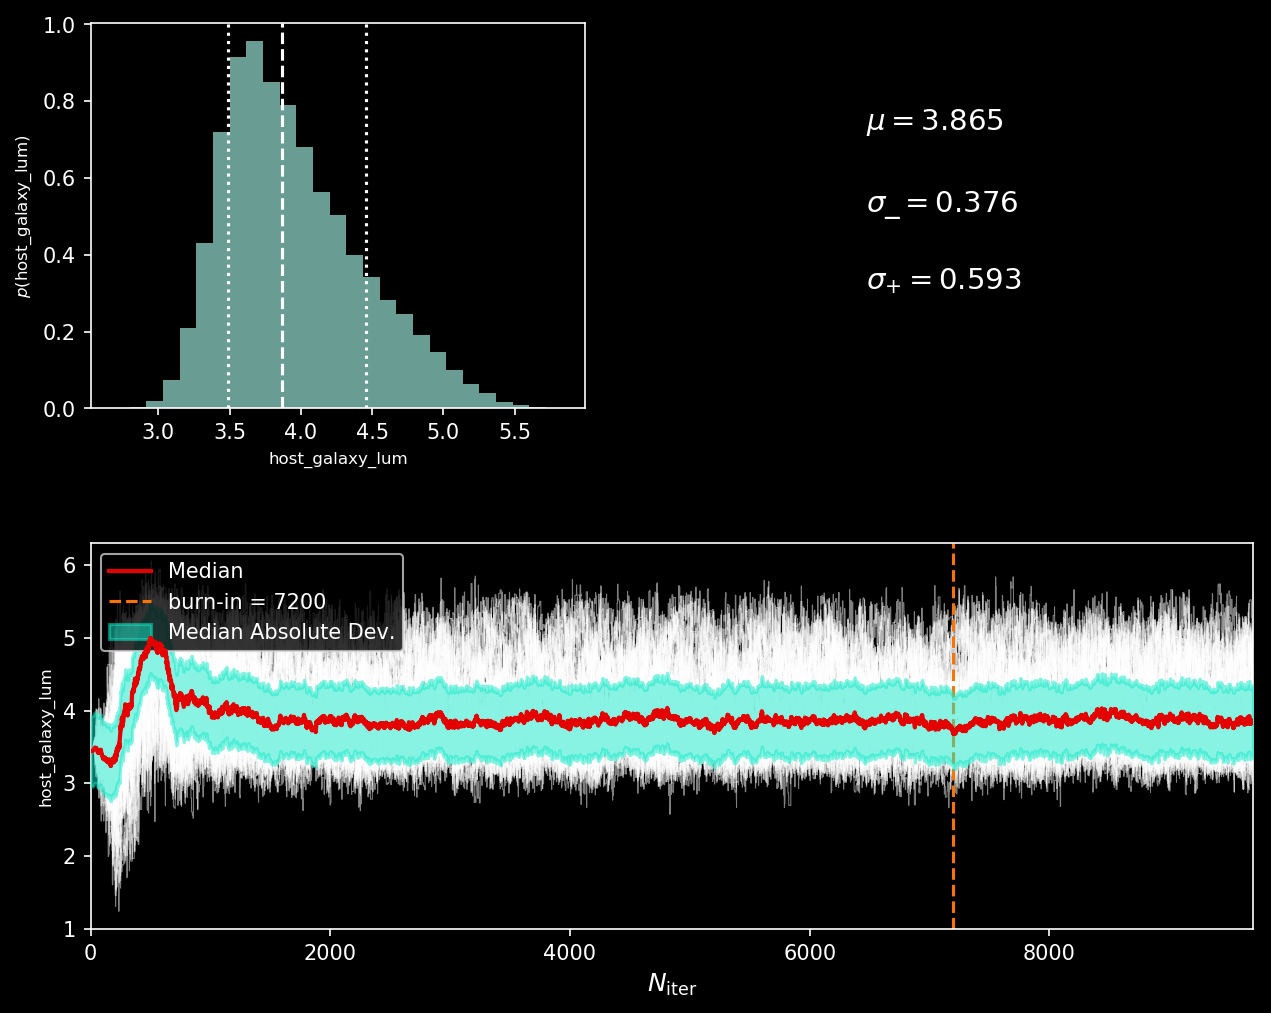 1.0
0.8
0.6
0.4
0.2
0.0
p(host_galaxy_lum)
3.0 3.5 4.0 4.5 5.0 5.5
host_galaxy_lum
μ = 3.865
σ_ = 0.376
σ+ = 0.593
6
5
4
3
2
1
host_galaxy_lum
Median
burn-in = 7200
Median Absolute Dev.
0 2000 4000 6000 8000
Niter